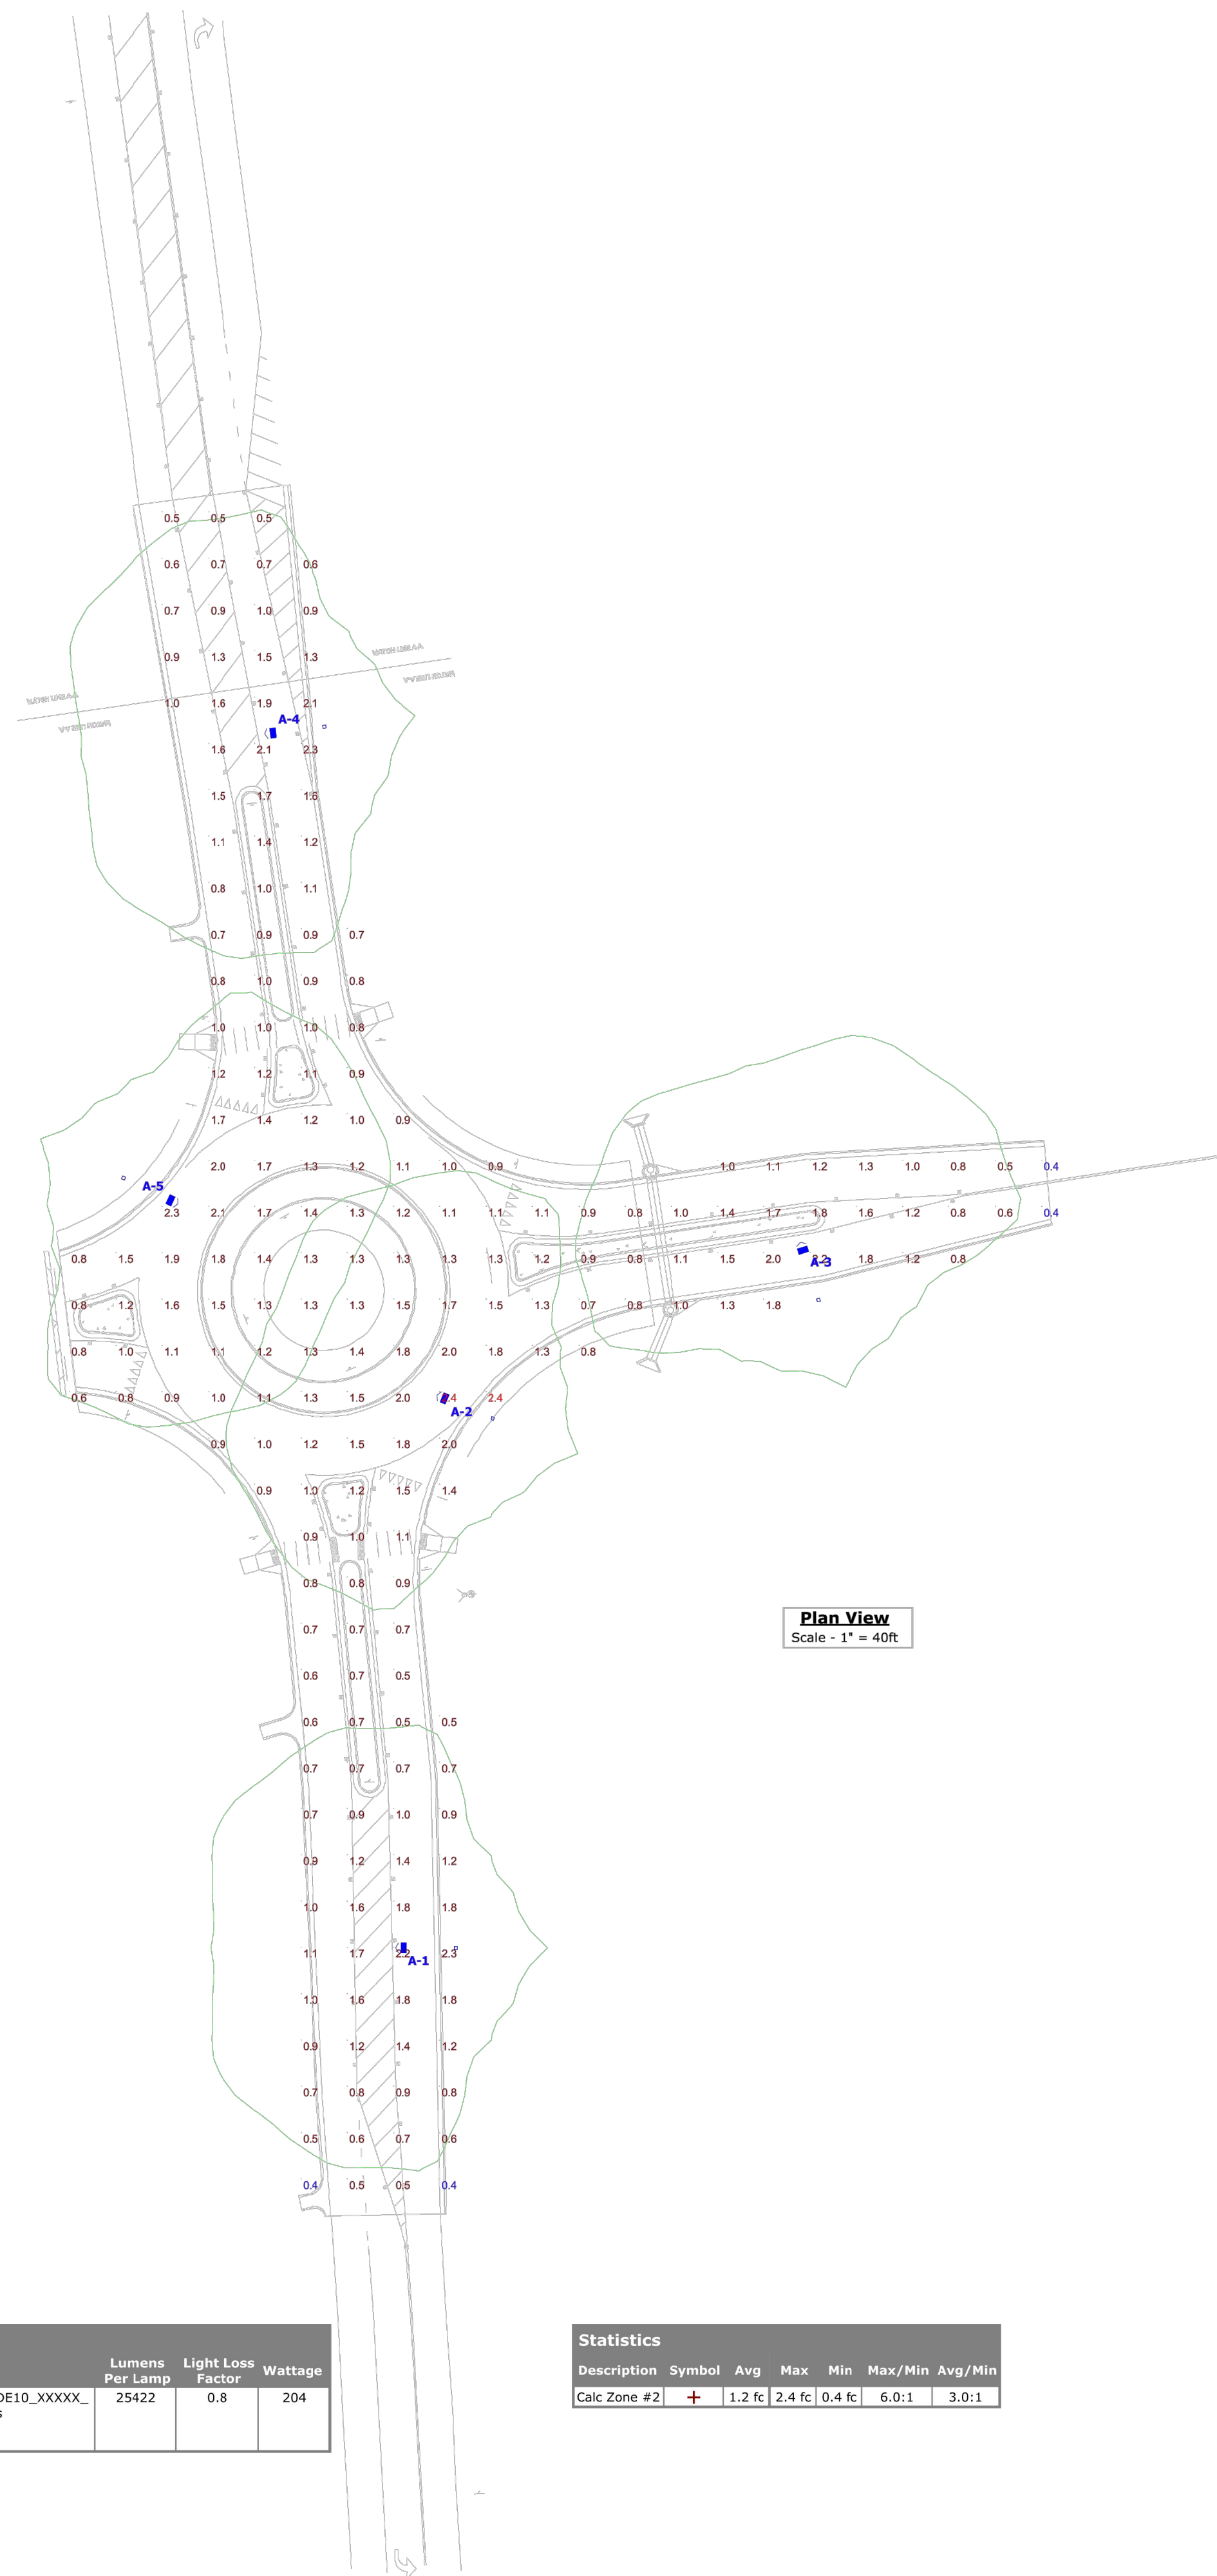 0.5 0.5 0.5
0.6 0.7 0.7 0.6
0.7 0.9 1.0 0.9
0.9 1.3 1.5 1.3
1.0 1.6 1.9 2.1
A-4
1.6 2.1 2.3
1.5 1.7 1.6
1.1 1.4 1.2
0.8 1.0 1.1
0.7 0.9 0.9 0.7
0.8 1.0 0.9 0.8
1.0 1.0 1.0 0.8
1.2 1.2 1.1 0.9
1.7 1.4 1.2 1.0 0.9
2.0 1.7 1.3 1.2 1.1 1.0 0.9 1.0 1.1 1.2 1.3 1.0 0.8 0.5 0.4
A-5
2.3 2.1 1.7 1.4 1.3 1.2 1.1 1.1 1.1 0.9 0.8 1.0 1.4 1.7 1.8 1.6 1.2 0.8 0.6 0.4
0.8 1.5 1.9 1.8 1.4 1.3 1.3 1.3 1.3 1.3 1.2 0.9 0.8 1.1 1.5 2.0 2.2 1.8 1.2 0.8
A-3
0.8 1.2 1.6 1.5 1.3 1.3 1.3 1.5 1.7 1.5 1.3 0.7 0.8 1.0 1.3 1.8
0.8 1.0 1.1 1.1 1.2 1.3 1.4 1.8 2.0 1.8 1.3 0.8
0.6 0.8 0.9 1.0 1.1 1.3 1.5 2.0 2.4 2.4
A-2
0.9 1.0 1.2 1.5 1.8 2.0
0.9 1.0 1.2 1.5 1.4
0.9 1.0 1.1
0.8 0.8 0.9
0.7 0.7 0.7
0.6 0.7 0.5
0.6 0.7 0.5 0.5
0.7 0.7 0.7 0.7
0.7 0.9 1.0 0.9
0.9 1.2 1.4 1.2
1.0 1.6 1.8 1.8
1.1 1.7 2.2 2.3
A-1
1.0 1.6 1.8 1.8
0.9 1.2 1.4 1.2
0.7 0.8 0.9 0.8
0.5 0.6 0.7 0.6
0.4 0.5 0.5 0.4
Plan View
Scale - 1" = 40ft
Lumens Per Lamp Light Loss Factor Wattage
DE10_XXXXX_ 25422 0.8 204
s
Statistics
Description Symbol Avg Max Min Max/Min Avg/Min
Calc Zone #2 + 1.2 fc 2.4 fc 0.4 fc 6.0:1 3.0:1